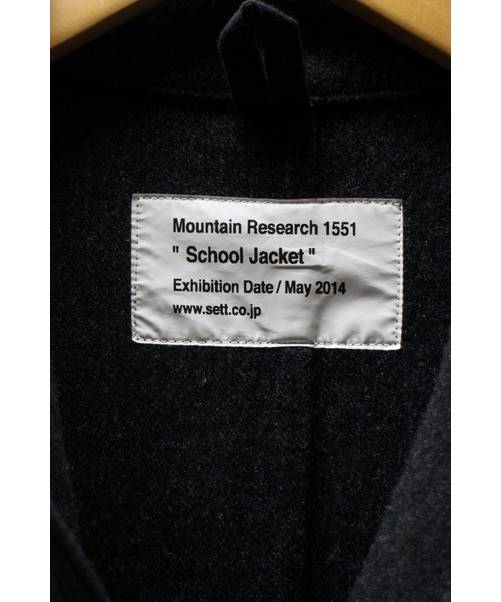 Mountain Research 1551
" School Jacket "
Exhibition Date / May 2014
www.sett.co.jp